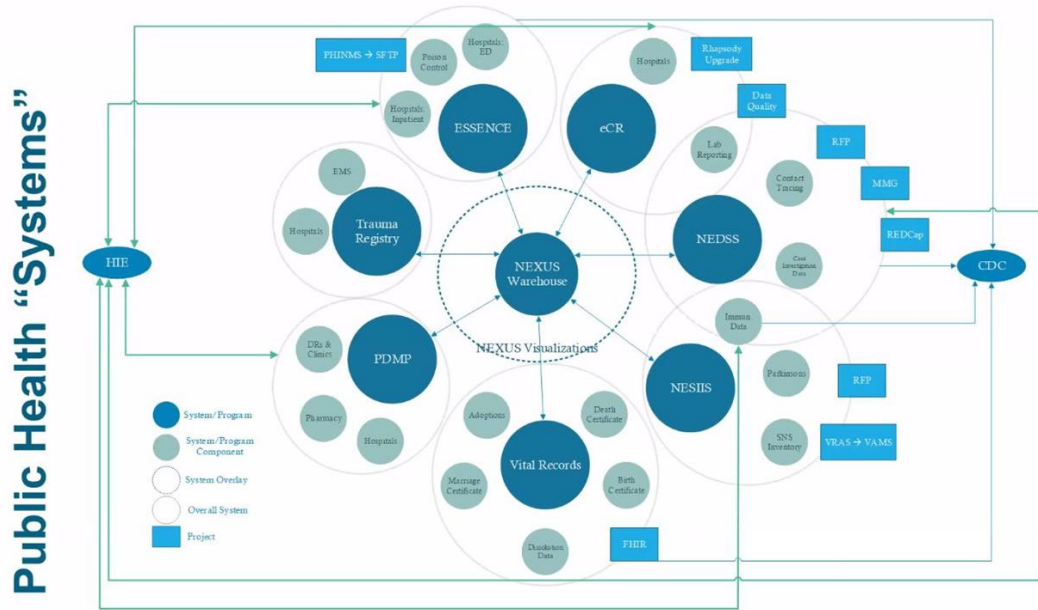 Public Health “Systems”
PHINMS → SFTP
Poison
Control
Hospitals:
ED
Hospitals:
Inpatient
ESSENCE
Hospitals
eCR
Rhapsody
Upgrade
Data
Quality
Lab
Reporting
Contact
Tracing
RFP
MMG
REDCap
NEDSS
Case
Investigation
Data
EMS
Hospitals
Trauma
Registry
NEXUS
Warehouse
NEXUS Visualizations
HIE
CDC
DRs &
Clinics
PDMP
Pharmacy
Hospitals
Immun
Data
NESIIS
Parkinsons
RFP
SNS
Inventory
VRAS → VAMS
Adoptions
Death
Certificate
Vital Records
Marriage
Certificate
Birth
Certificate
Dissolution
Data
FHIR
System/Program
System/Program
Component
System Overlay
Overall System
Project